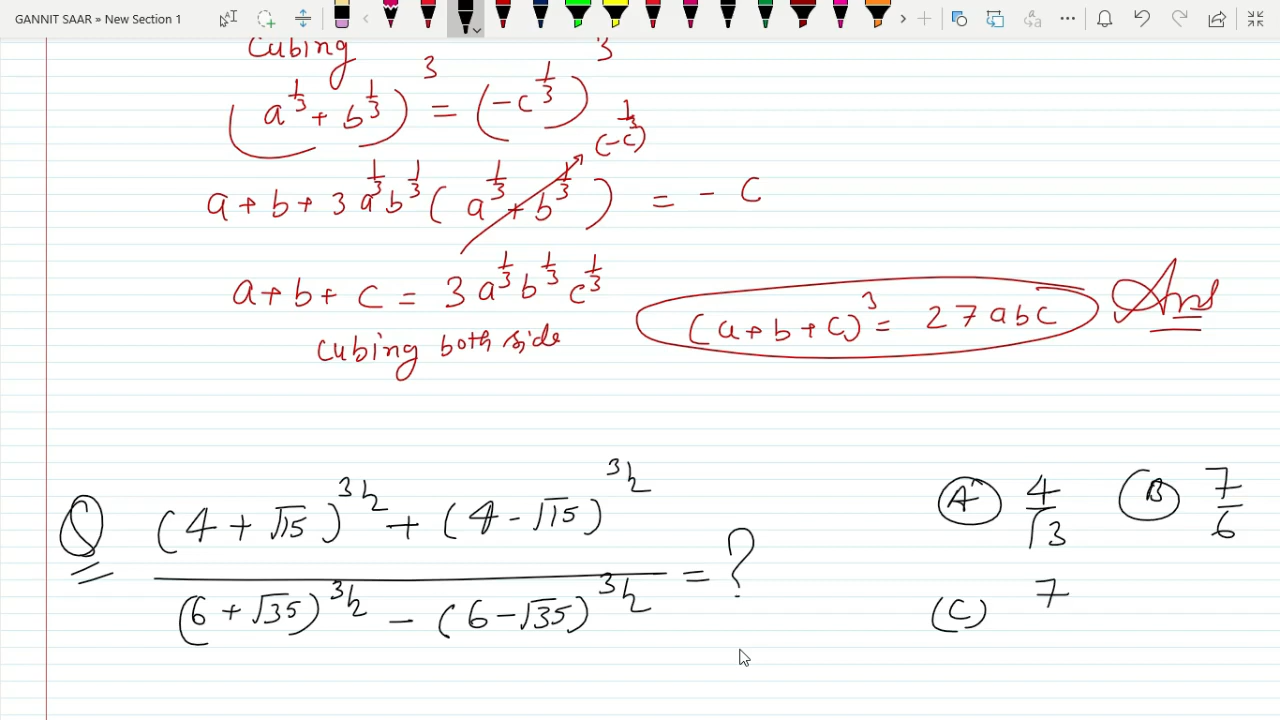 GANNIT SAAR » New Section 1
Cubing
(a^{1/3} + b^{1/3})^3 = (-c^{1/3})^3
(-c)^{1/3}
a + b + 3 a^{1/3} b^{1/3} ( a^{1/3} + b^{1/3} ) = - c
a + b + c = 3 a^{1/3} b^{1/3} c^{1/3}
cubing both side
(a+b+c)^3 = 27abc Ans
Q (4 + √15)^{3/2} + (4 - √15)^{3/2}
(6 + √35)^{3/2} - (6 - √35)^{3/2} = ?
(A) 4/√3 (B) 7/6
(C) 7